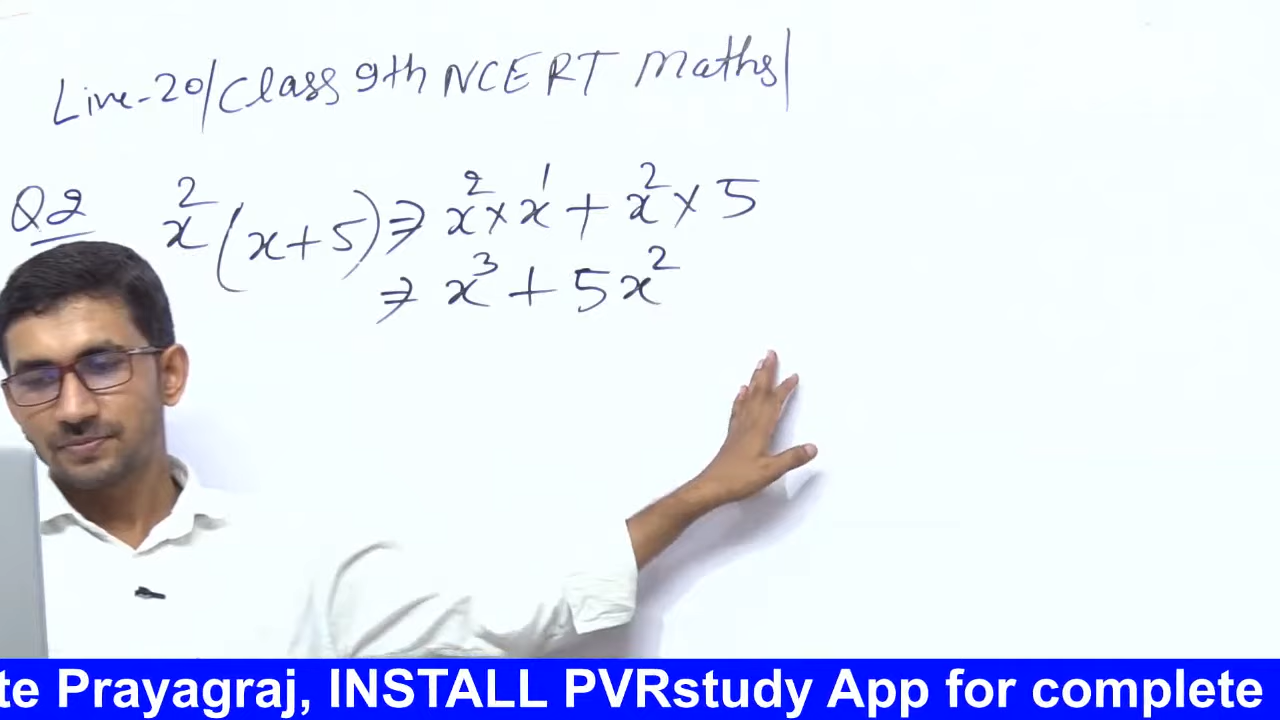 Live-20/Class 9th NCERT Maths/
Q2 x²(x+5) ⇒ x²×x¹+x²×5
⇒ x³+5x²
te Prayagraj, INSTALL PVRstudy App for complete